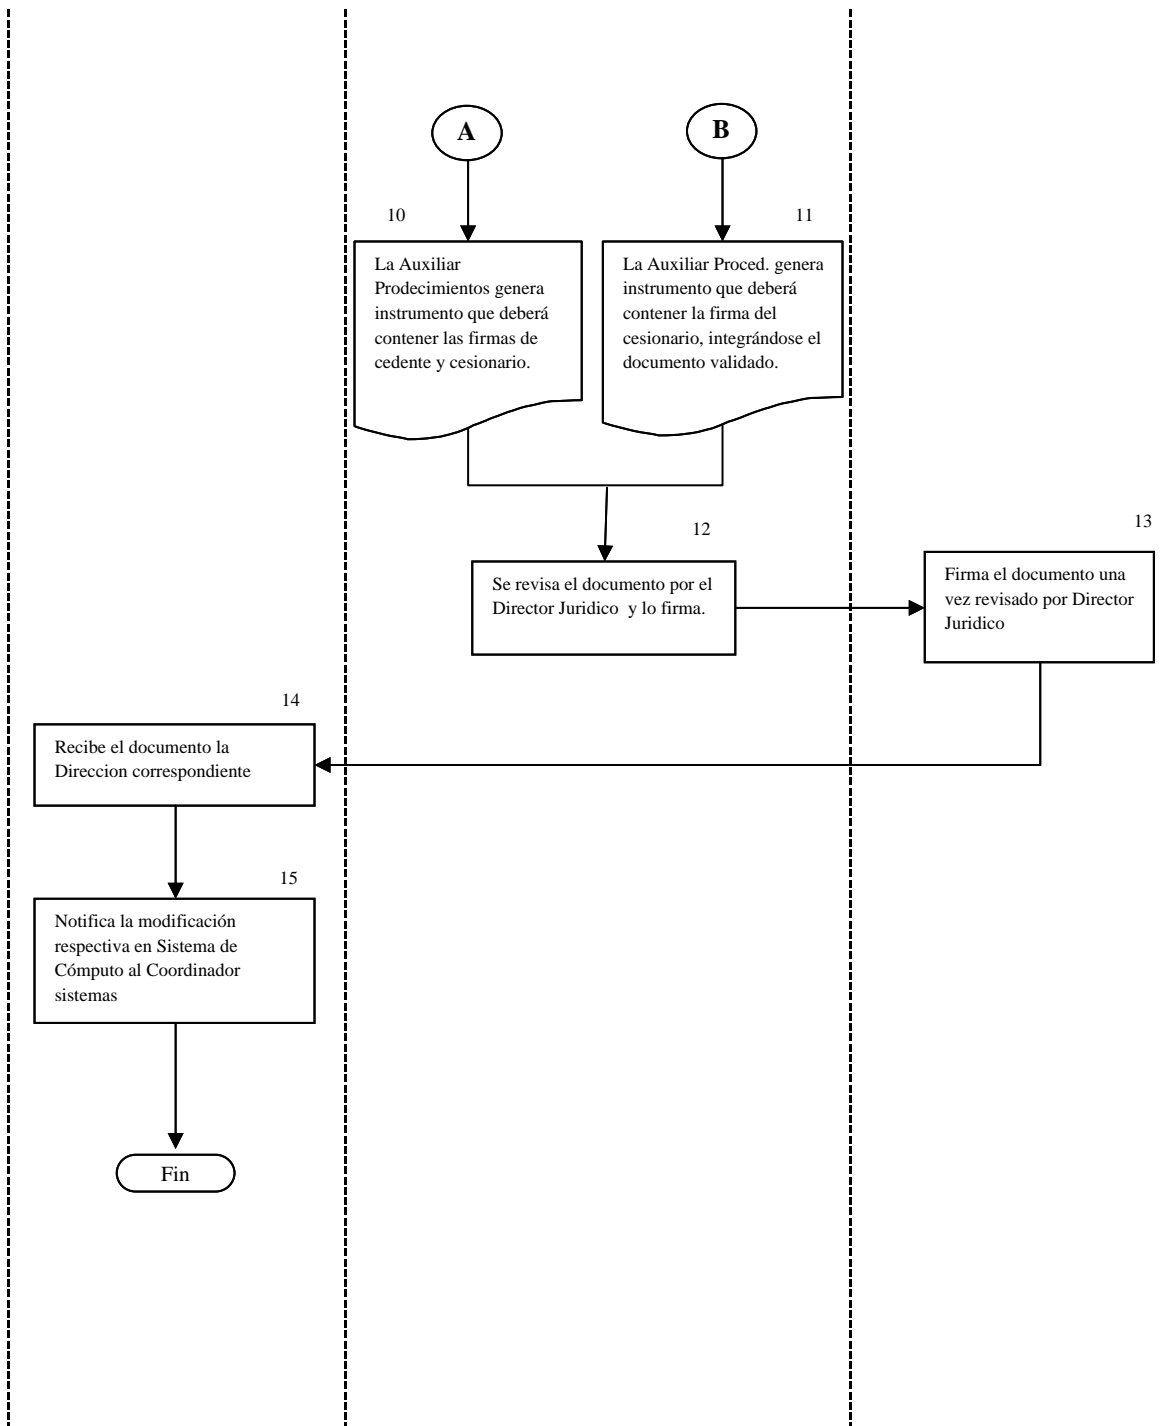 A
B
10
11
La Auxiliar
Prodecimientos genera
instrumento que deberá
contener las firmas de
cedente y cesionario.
La Auxiliar Proced. genera
instrumento que deberá
contener la firma del
cesionario, integrándose el
documento validado.
12
13
Se revisa el documento por el
Director Juridico y lo firma.
Firma el documento una
vez revisado por Director
Juridico
14
Recibe el documento la
Direccion correspondiente
15
Notifica la modificación
respectiva en Sistema de
Cómputo al Coordinador
sistemas
Fin